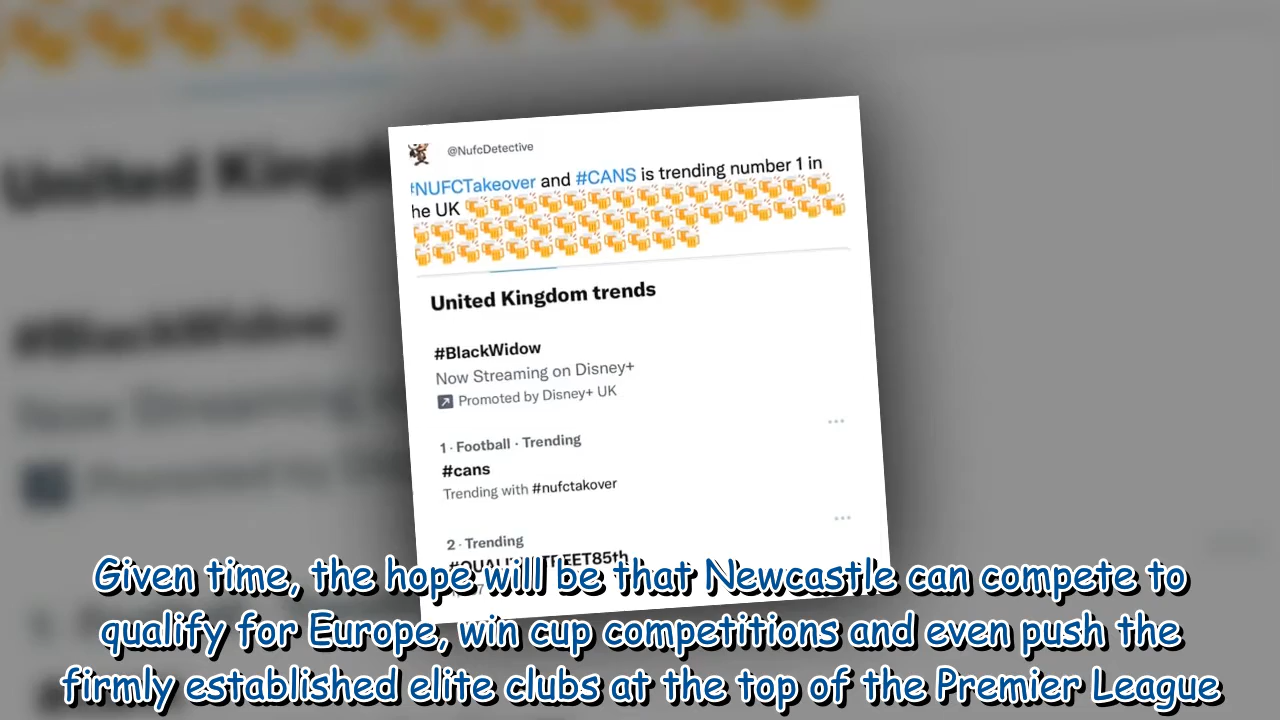 @NufcDetective
#NUFCTakeover and #CANS is trending number 1 in
he UK 🍻🍻🍻🍻🍻🍻🍻🍻🍻🍻🍻🍻🍻🍻🍻
🍻🍻🍻🍻🍻🍻🍻🍻🍻🍻🍻🍻🍻🍻🍻🍻🍻🍻
🍻🍻🍻🍻🍻🍻🍻🍻🍻🍻🍻🍻
United Kingdom trends
#BlackWidow
Now Streaming on Disney+
Promoted by Disney+ UK
1 · Football · Trending
#cans
Trending with #nufctakover
2 · Trending
Given time, the hope will be that Newcastle can compete to
qualify for Europe, win cup competitions and even push the
firmly established elite clubs at the top of the Premier League